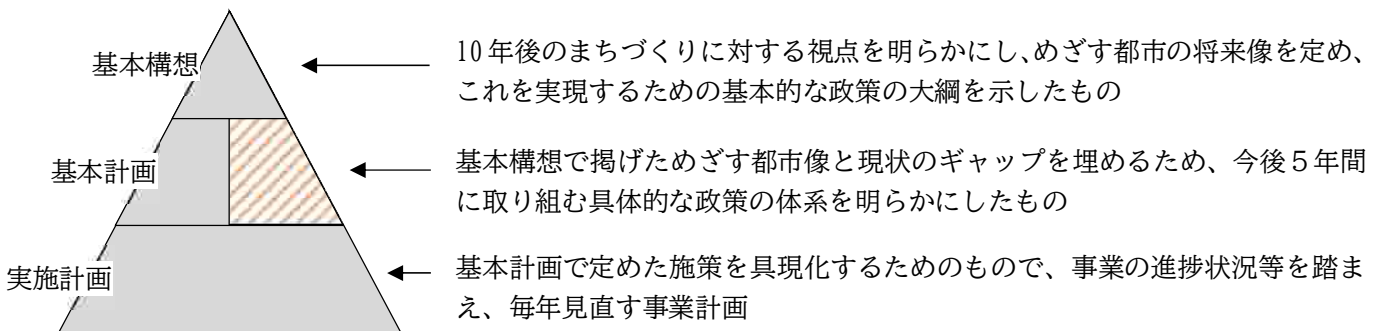 基本構想
10年後のまちづくりに対する視点を明らかにし、めざす都市の将来像を定め、
これを実現するための基本的な政策の大綱を示したもの
基本計画
基本構想で掲げためざす都市像と現状のギャップを埋めるため、今後５年間
に取り組む具体的な政策の体系を明らかにしたもの
実施計画
基本計画で定めた施策を具現化するためのもので、事業の進捗状況等を踏ま
え、毎年見直す事業計画